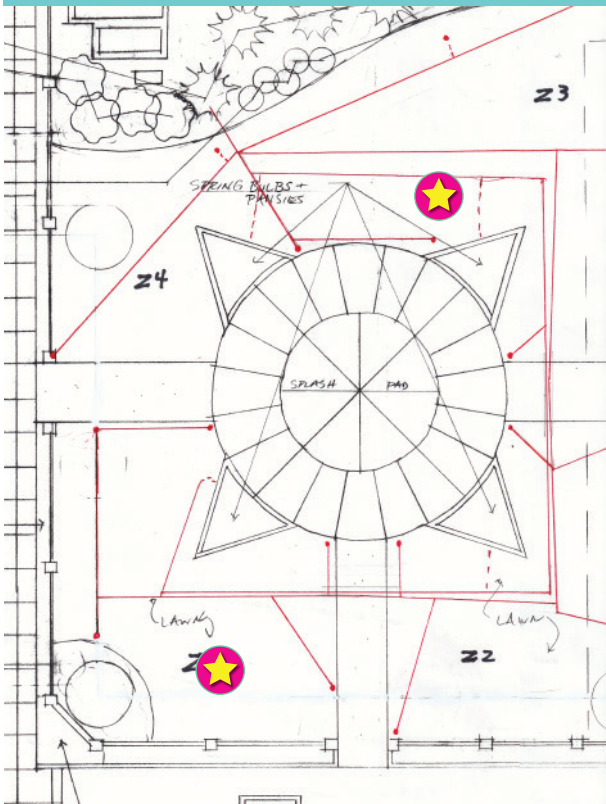 Z3
SPRING BULBS +
PANSIES
Z4
SPLASH PAD
LAWN
LAWN
Z2